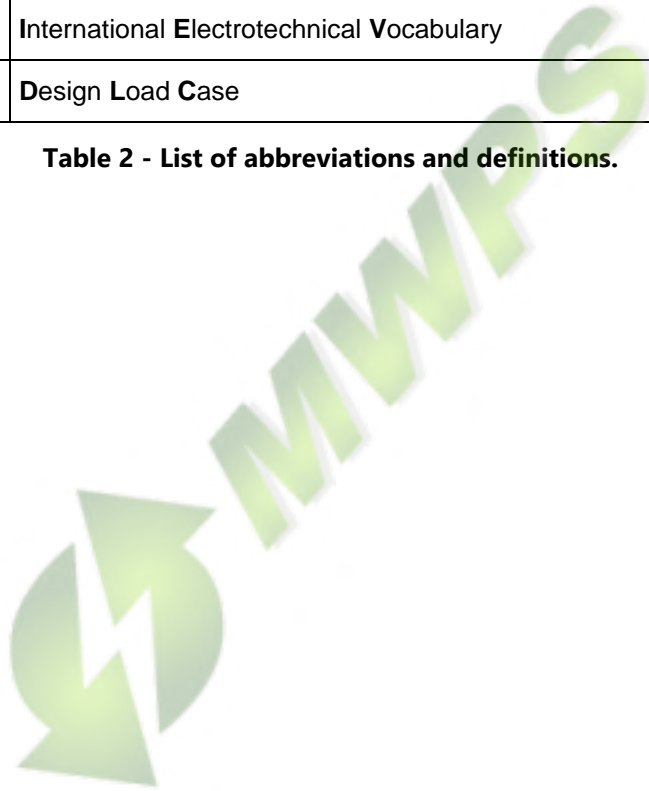 International Electrotechnical Vocabulary
Design Load Case
Table 2 - List of abbreviations and definitions.
MWPS